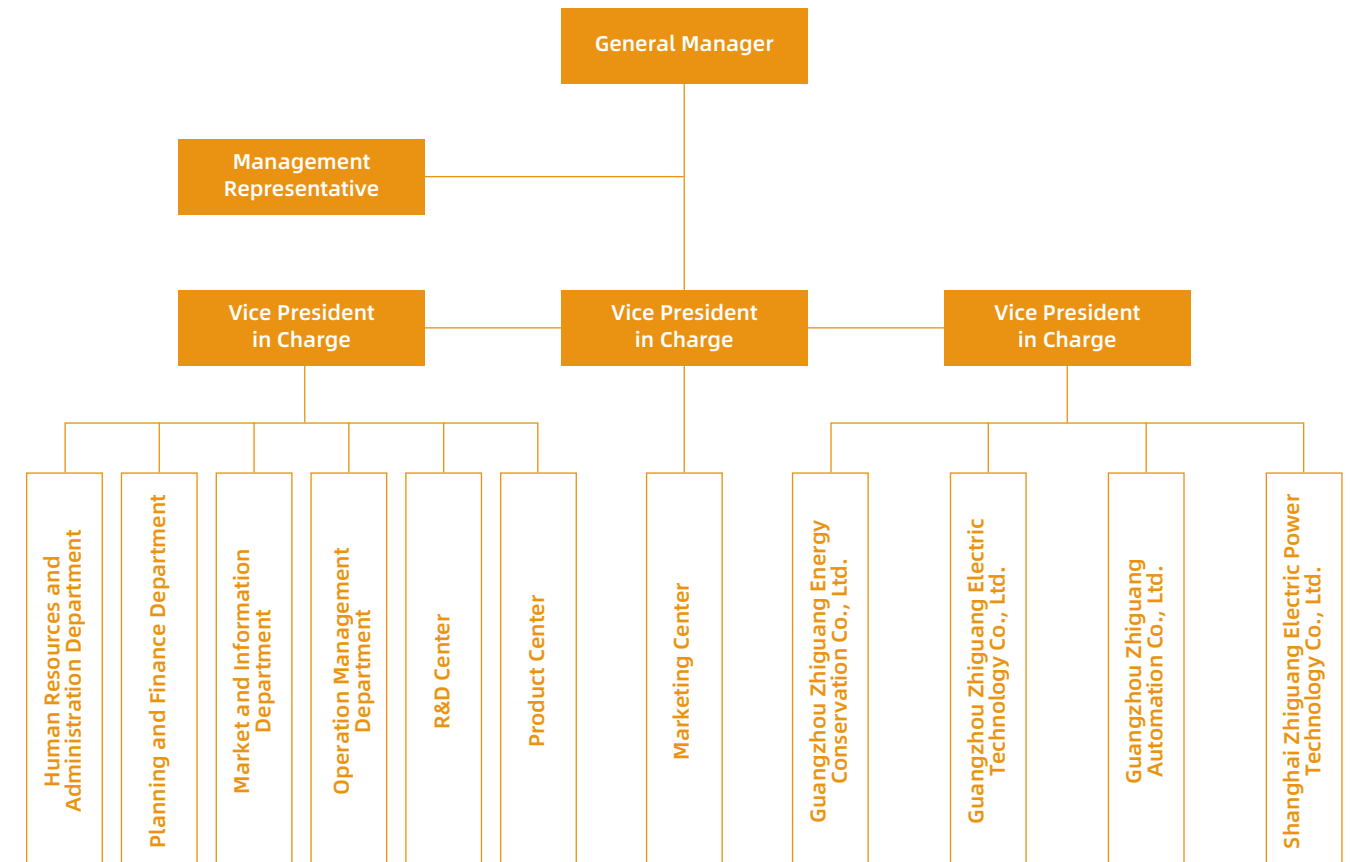 General Manager
Management
Representative
Vice President
in Charge
Vice President
in Charge
Vice President
in Charge
Human Resources and
Administration Department
Planning and Finance Department
Market and Information
Department
Operation Management
Department
R&D Center
Product Center
Marketing Center
Guangzhou Zhiguang Energy
Conservation Co., Ltd.
Guangzhou Zhiguang Electric
Technology Co., Ltd.
Guangzhou Zhiguang
Automation Co., Ltd.
Shanghai Zhiguang Electric Power
Technology Co., Ltd.